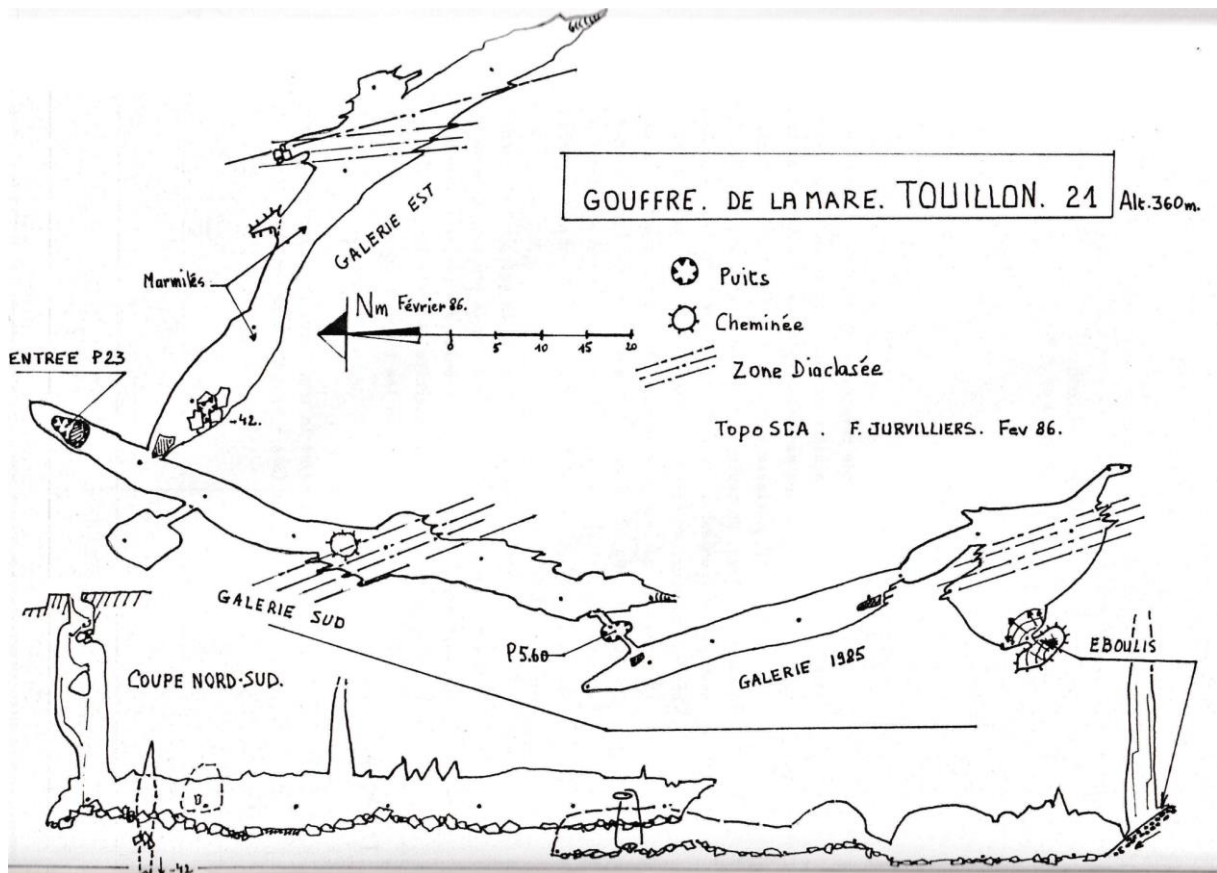 GOUFFRE. DE LA MARE. TOUILLON. 21 Alt.360m.
GALERIE EST
Puits
Marmités
Nm Février 86.
Cheminée
0 5 10 15 20
ENTREE P23
Zone Diaclasée
-42.
Topo SCA. F. JURVILLIERS. Fev 86.
GALERIE SUD
P5.60
GALERIE 1985
EBOULIS
COUPE NORD-SUD.
-42